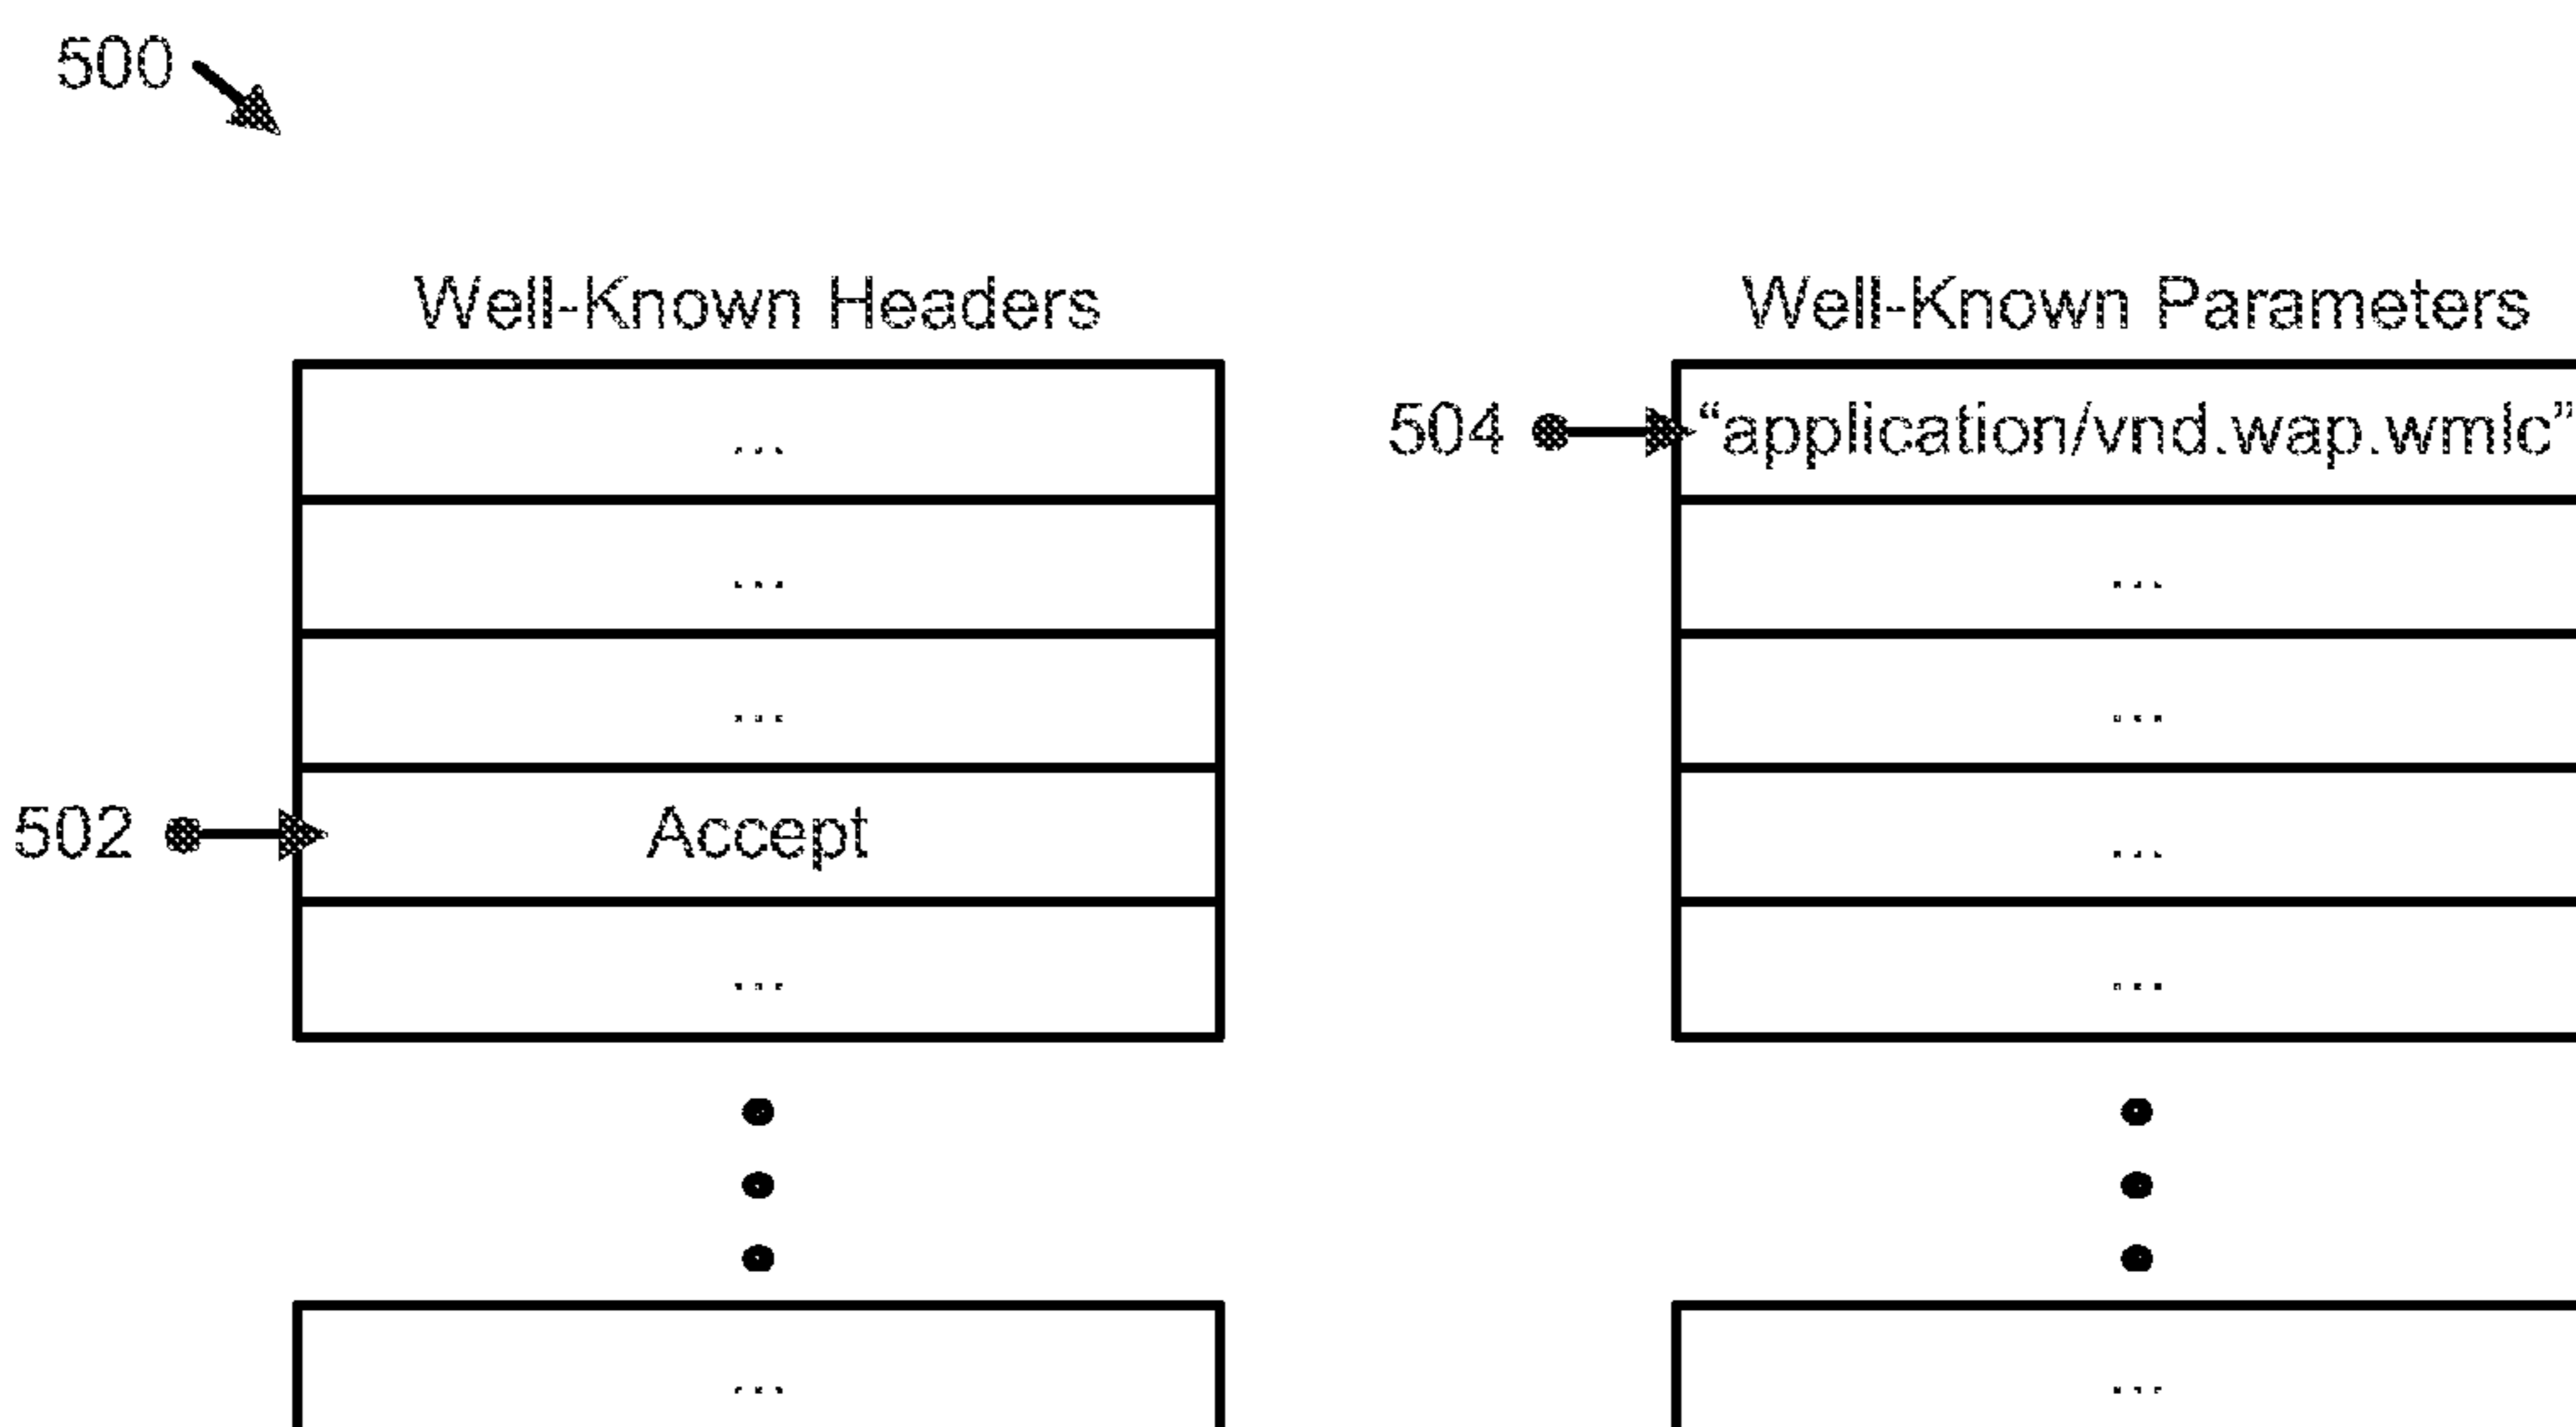 500
Well-Known Headers
...
...
...
502 Accept
...
...
Well-Known Parameters
504 “application/vnd.wap.wmlc”
...
...
...
...
...